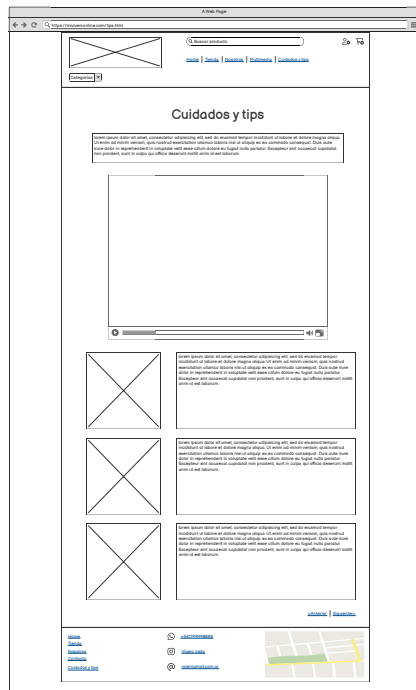 A Web Page
https://miviveroonline.com/tips.html
Buscar producto
Home | Tienda | Nosotros | Multimedia | Cuidados y tips
Categorías
Cuidados y tips
lorem ipsum dolor sit amet, consectetur adipiscing elit, sed do eiusmod tempor incididunt ut labore et dolore magna aliqua.
Ut enim ad minim veniam, quis nostrud exercitation ullamco laboris nisi ut aliquip ex ea commodo consequat. Duis aute
irure dolor in reprehenderit in voluptate velit esse cillum dolore eu fugiat nulla pariatur. Excepteur sint occaecat cupidatat
non proident, sunt in culpa qui officia deserunt mollit anim id est laborum.
lorem ipsum dolor sit amet, consectetur adipiscing elit, sed do eiusmod tempor
incididunt ut labore et dolore magna aliqua. Ut enim ad minim veniam, quis nostrud
exercitation ullamco laboris nisi ut aliquip ex ea commodo consequat. Duis aute irure
dolor in reprehenderit in voluptate velit esse cillum dolore eu fugiat nulla pariatur.
Excepteur sint occaecat cupidatat non proident, sunt in culpa qui officia deserunt mollit
anim id est laborum.
lorem ipsum dolor sit amet, consectetur adipiscing elit, sed do eiusmod tempor
incididunt ut labore et dolore magna aliqua. Ut enim ad minim veniam, quis nostrud
exercitation ullamco laboris nisi ut aliquip ex ea commodo consequat. Duis aute irure
dolor in reprehenderit in voluptate velit esse cillum dolore eu fugiat nulla pariatur.
Excepteur sint occaecat cupidatat non proident, sunt in culpa qui officia deserunt mollit
anim id est laborum.
lorem ipsum dolor sit amet, consectetur adipiscing elit, sed do eiusmod tempor
incididunt ut labore et dolore magna aliqua. Ut enim ad minim veniam, quis nostrud
exercitation ullamco laboris nisi ut aliquip ex ea commodo consequat. Duis aute irure
dolor in reprehenderit in voluptate velit esse cillum dolore eu fugiat nulla pariatur.
Excepteur sint occaecat cupidatat non proident, sunt in culpa qui officia deserunt mollit
anim id est laborum.
<Anterior | Siguiente>
Home
Tienda
Nosotros
Contacto
Cuidados y tips